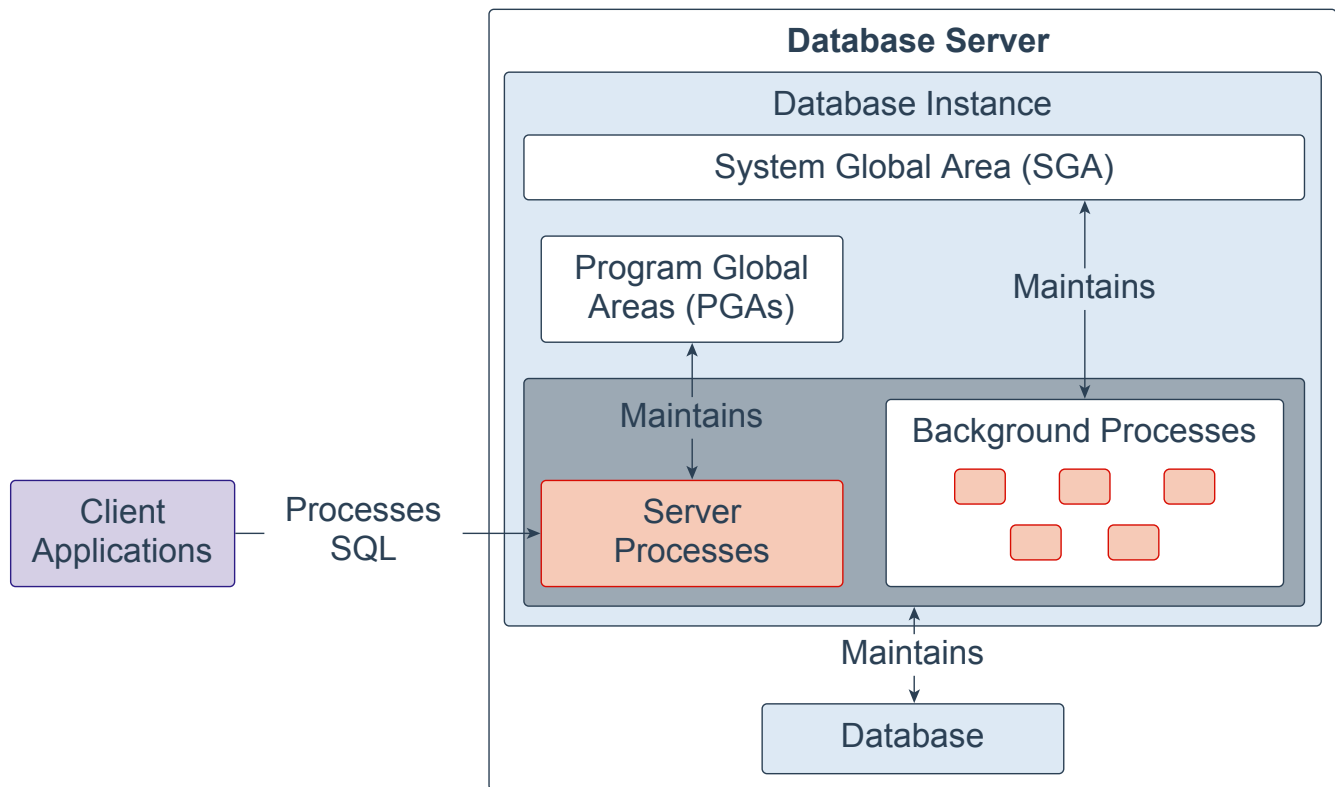 Database Server
Database Instance
System Global Area (SGA)
Program Global
Areas (PGAs)
Maintains
Maintains
Background Processes
Client
Applications
Processes
SQL
Server
Processes
Maintains
Database